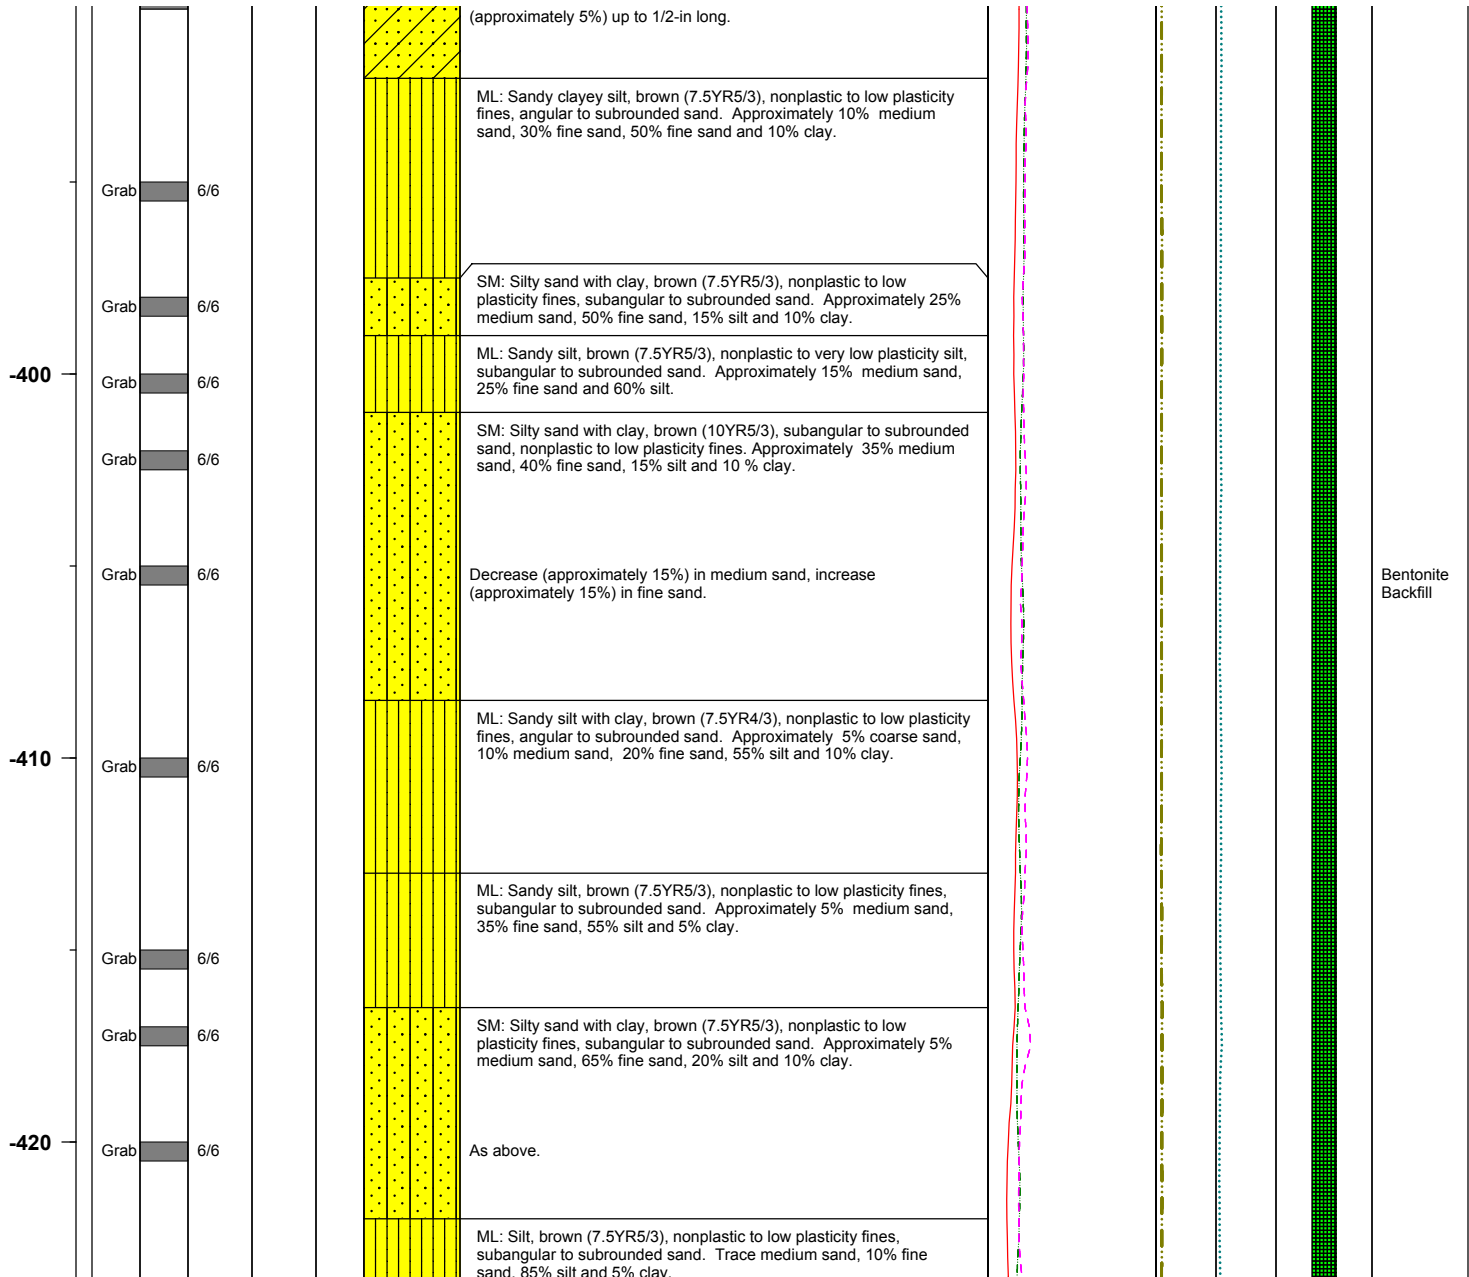 (approximately 5%) up to 1/2-in long.
ML: Sandy clayey silt, brown (7.5YR5/3), nonplastic to low plasticity
fines, angular to subrounded sand. Approximately 10% medium
sand, 30% fine sand, 50% fine sand and 10% clay.
Grab 6/6
SM: Silty sand with clay, brown (7.5YR5/3), nonplastic to low
plasticity fines, subangular to subrounded sand. Approximately 25%
medium sand, 50% fine sand, 15% silt and 10% clay.
Grab 6/6
ML: Sandy silt, brown (7.5YR5/3), nonplastic to very low plasticity silt,
subangular to subrounded sand. Approximately 15% medium sand,
25% fine sand and 60% silt.
-400 Grab 6/6
SM: Silty sand with clay, brown (10YR5/3), subangular to subrounded
sand, nonplastic to low plasticity fines. Approximately 35% medium
sand, 40% fine sand, 15% silt and 10 % clay.
Grab 6/6
Decrease (approximately 15%) in medium sand, increase
(approximately 15%) in fine sand.
Grab 6/6
Bentonite
Backfill
ML: Sandy silt with clay, brown (7.5YR4/3), nonplastic to low plasticity
fines, angular to subrounded sand. Approximately 5% coarse sand,
10% medium sand, 20% fine sand, 55% silt and 10% clay.
-410 Grab 6/6
ML: Sandy silt, brown (7.5YR5/3), nonplastic to low plasticity fines,
subangular to subrounded sand. Approximately 5% medium sand,
35% fine sand, 55% silt and 5% clay.
Grab 6/6
SM: Silty sand with clay, brown (7.5YR5/3), nonplastic to low
plasticity fines, subangular to subrounded sand. Approximately 5%
medium sand, 65% fine sand, 20% silt and 10% clay.
Grab 6/6
-420 Grab 6/6 As above.
ML: Silt, brown (7.5YR5/3), nonplastic to low plasticity fines,
subangular to subrounded sand. Trace medium sand, 10% fine
sand, 85% silt and 5% clay.